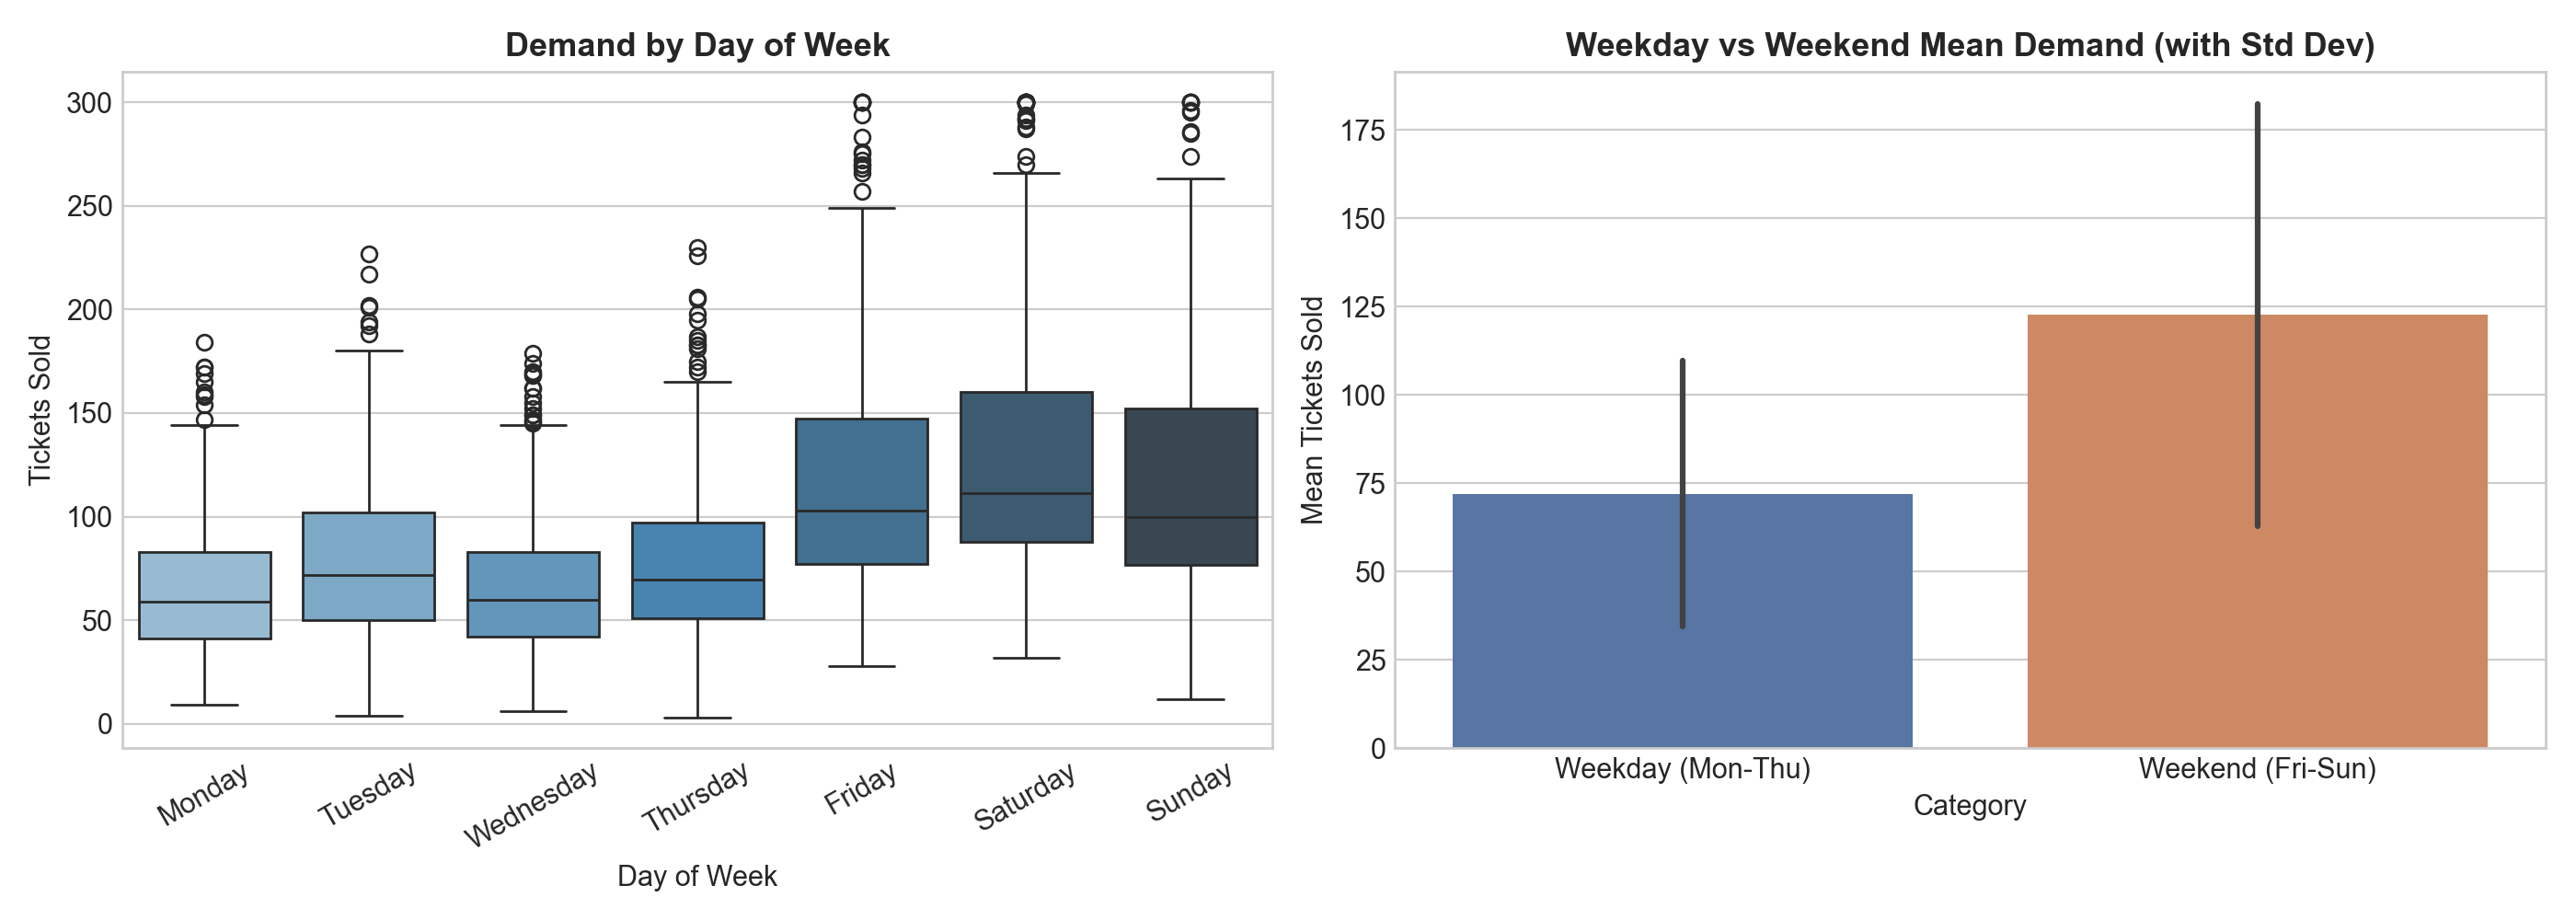 Demand by Day of Week
Tickets Sold
300
250
200
150
100
50
0
Monday
Tuesday
Wednesday
Thursday
Friday
Saturday
Sunday
Day of Week
Weekday vs Weekend Mean Demand (with Std Dev)
Mean Tickets Sold
175
150
125
100
75
50
25
0
Weekday (Mon-Thu)
Weekend (Fri-Sun)
Category